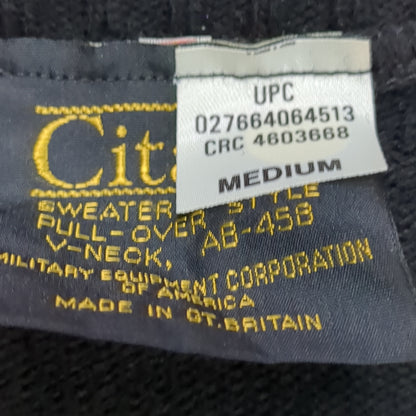 UPC
027664064513
CRC 4603668
MEDIUM
Cita
SWEATER STYLE
PULL-OVER AB-45B
V-NECK,
MILITARY EQUIPMENT CORPORATION
OF AMERICA
MADE IN GT. BRITAIN